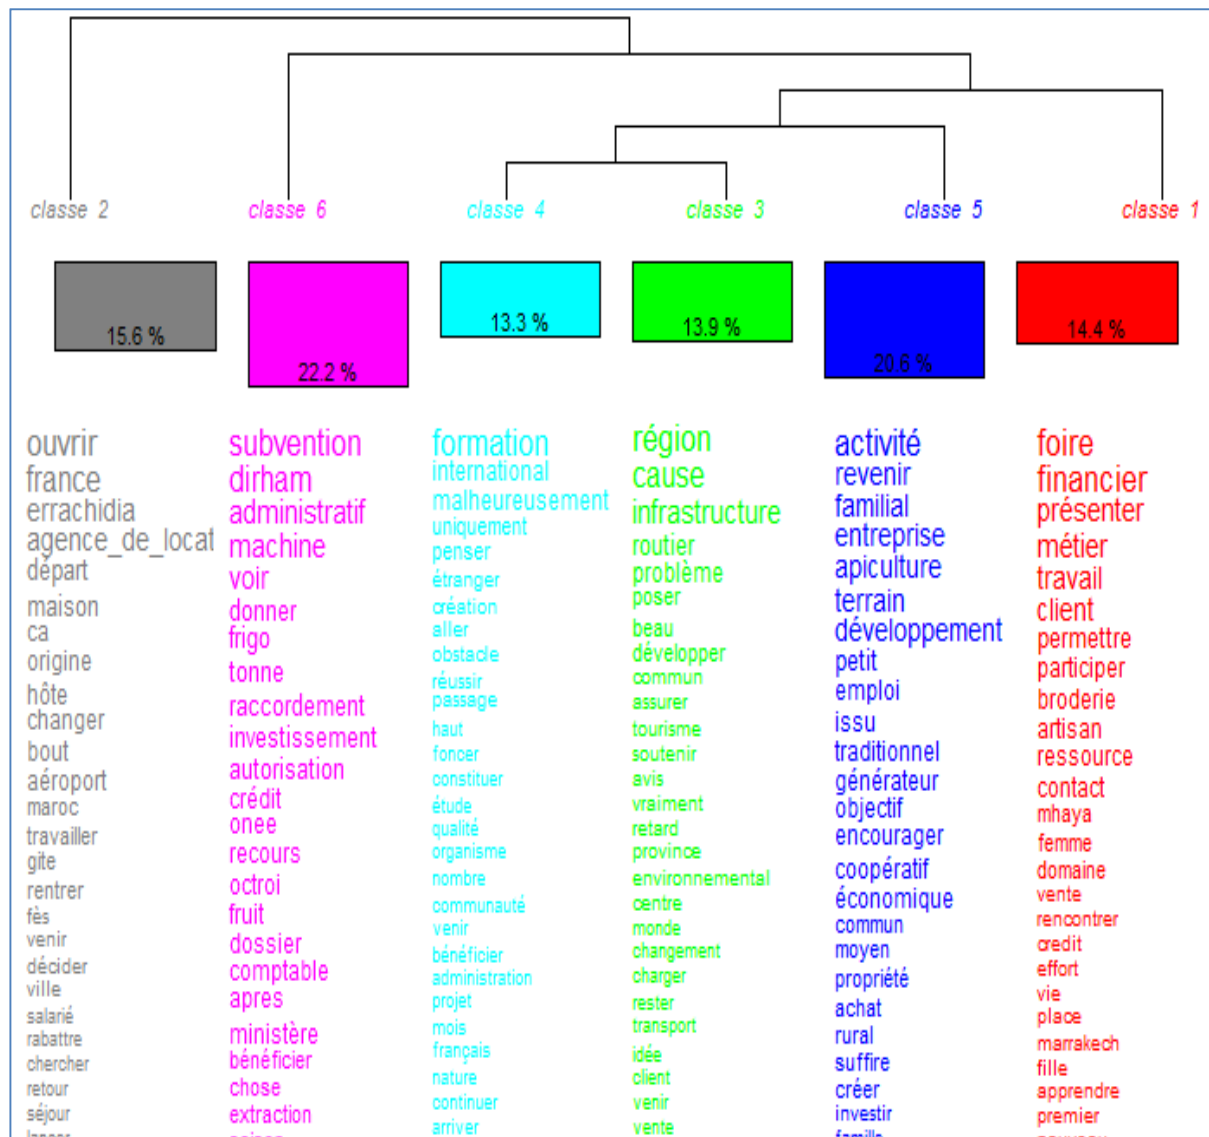 classe 2
classe 6
classe 4
classe 3
classe 5
classe 1
15.6 %
22.2 %
13.3 %
13.9 %
20.6 %
14.4 %
ouvrir
france
errachidia
agence_de_locat
départ
maison
ca
origine
hôte
changer
bout
aéroport
maroc
travailler
gite
rentrer
fès
venir
décider
ville
salarié
rabattre
chercher
retour
séjour
subvention
dirham
administratif
machine
voir
donner
frigo
tonne
raccordement
investissement
autorisation
crédit
onee
recours
octroi
fruit
dossier
comptable
apres
ministère
bénéficier
chose
extraction
formation
international
malheureusement
uniquement
penser
étranger
création
aller
obstacle
réussir
passage
haut
foncer
constituer
étude
qualité
organisme
nombre
communauté
venir
bénéficier
administration
projet
mois
français
nature
continuer
arriver
région
cause
infrastructure
routier
problème
poser
beau
développer
commun
assurer
tourisme
soutenir
avis
vraiment
retard
province
environnemental
centre
monde
changement
charger
rester
transport
idée
client
venir
vente
activité
revenir
familial
entreprise
apiculture
terrain
développement
petit
emploi
issu
traditionnel
générateur
objectif
encourager
coopératif
économique
commun
moyen
propriété
achat
rural
suffire
créer
investir
famille
foire
financier
présenter
métier
travail
client
permettre
participer
broderie
artisan
ressource
contact
mhaya
femme
domaine
vente
rencontrer
credit
effort
vie
place
marrakech
fille
apprendre
premier